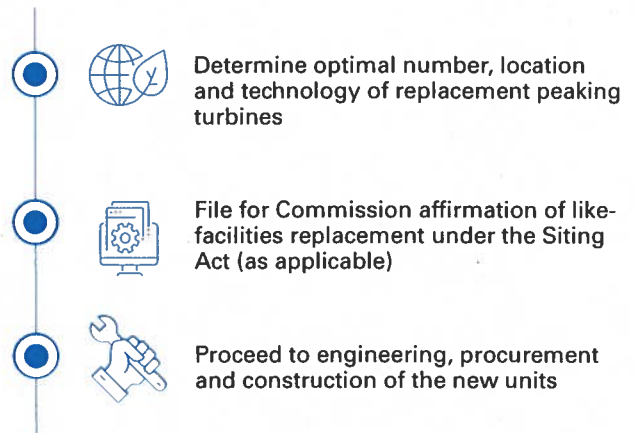 Determine optimal number, location
and technology of replacement peaking
turbines
File for Commission affirmation of like-
facilities replacement under the Siting
Act (as applicable)
Proceed to engineering, procurement
and construction of the new units